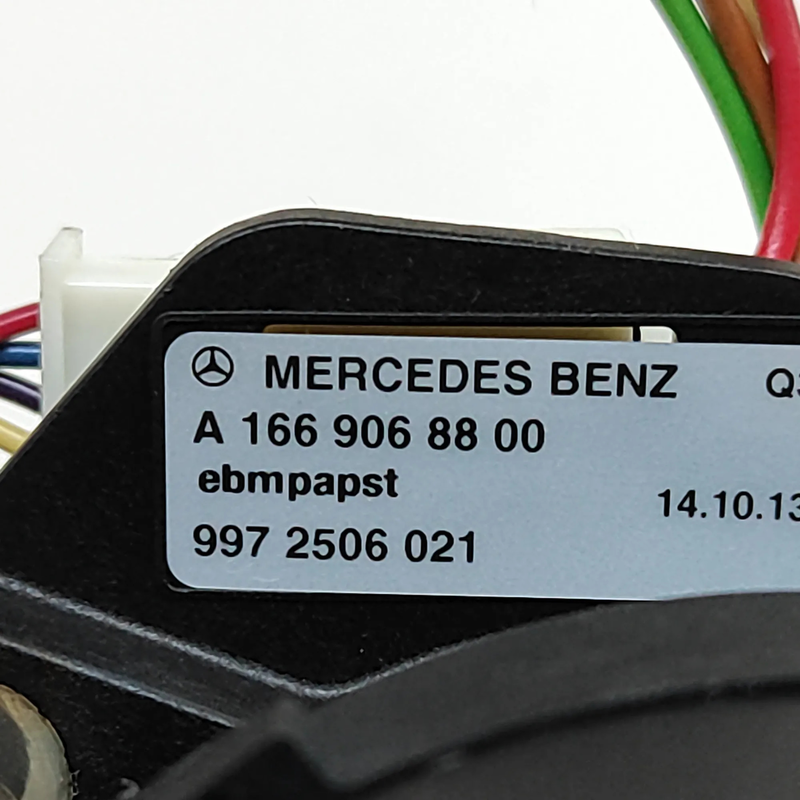 MERCEDES BENZ
A 166 906 88 00
ebmpapst
14.10.13
997 2506 021